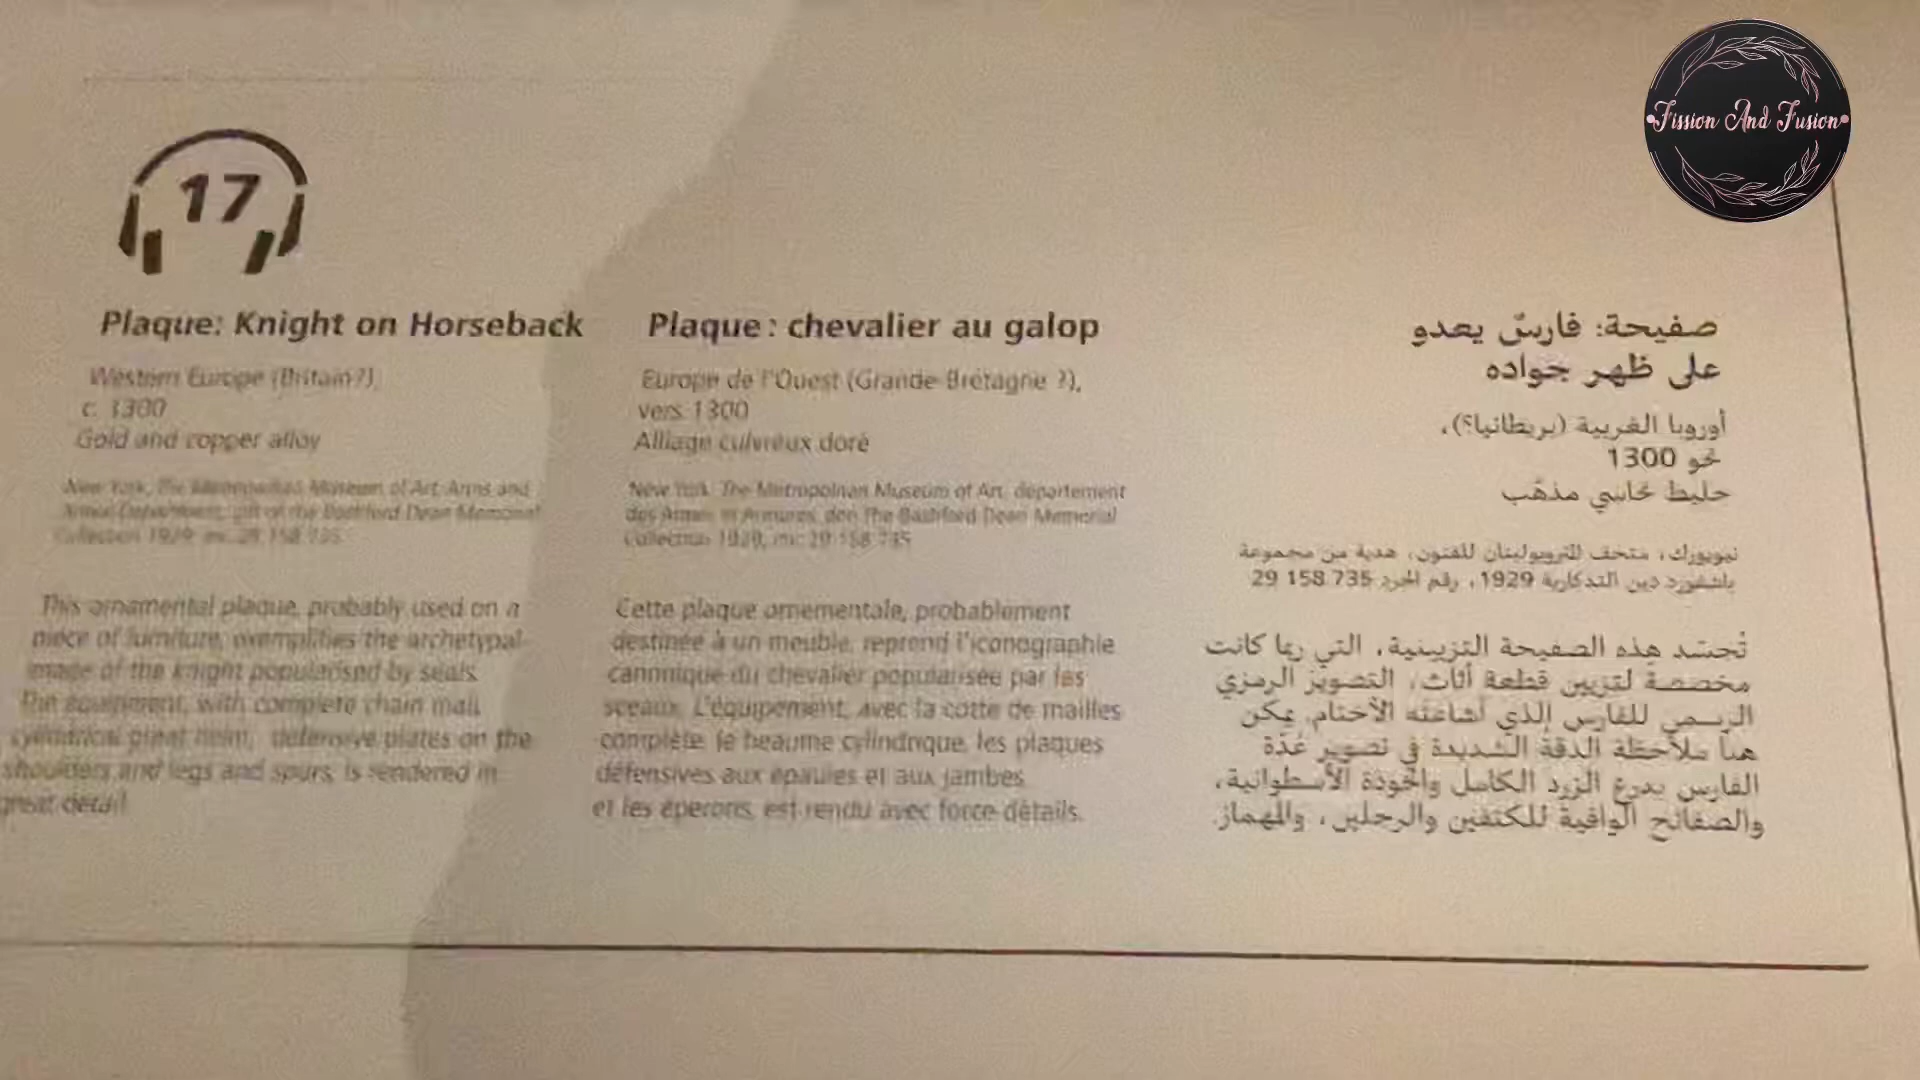 Fission And Fusion
17
Plaque: Knight on Horseback
Western Europe (Britain?),
c. 1300
Gold and copper alloy
New York, The Metropolitan Museum of Art, Arms and
Armor Department, gift of the Bashford Dean Memorial
Collection 1929, inv. 29.158.735
This ornamental plaque, probably used on a
piece of furniture, exemplifies the archetypal
image of the knight popularised by seals.
The equipment, with complete chain mail,
cylindrical great helm, defensive plates on the
shoulders and legs and spurs, is rendered in
great detail.
Plaque : chevalier au galop
Europe de l'Ouest (Grande-Bretagne ?),
vers 1300
Alliage cuivreux doré
New York, The Metropolitan Museum of Art, département
des Armes et Armures, don The Bashford Dean Memorial
Collection 1929, inv. 29.158.735
Cette plaque ornementale, probablement
destinée à un meuble, reprend l'iconographie
canonique du chevalier popularisée par les
sceaux. L'équipement, avec la cotte de mailles
complète, le heaume cylindrique, les plaques
défensives aux épaules et aux jambes
et les éperons, est rendu avec force détails.
صفيحة: فارسٌ يعدو
على ظهر جواده
أوروبا الغربية (بريطانيا؟)،
نحو 1300
خليط نحاسي مذهّب
نيويورك، متحف المتروبوليتان للفنون، هدية من مجموعة
باشفورد دين التذكارية 1929، رقم الجرد 29.158.735
تُجسّد هذه الصفيحة التزيينية، التي ربما كانت
مخصصة لتزيين قطعة أثاث، التصوير الرمزي
الرسمي للفارس الذي أشاعته الأختام. يمكن
هنا ملاحظة الدقة الشديدة في تصوير عُدّة
الفارس بدرع الزرد الكامل والخوذة الأسطوانية،
والصفائح الواقية للكتفين والرجلين، والمهماز.